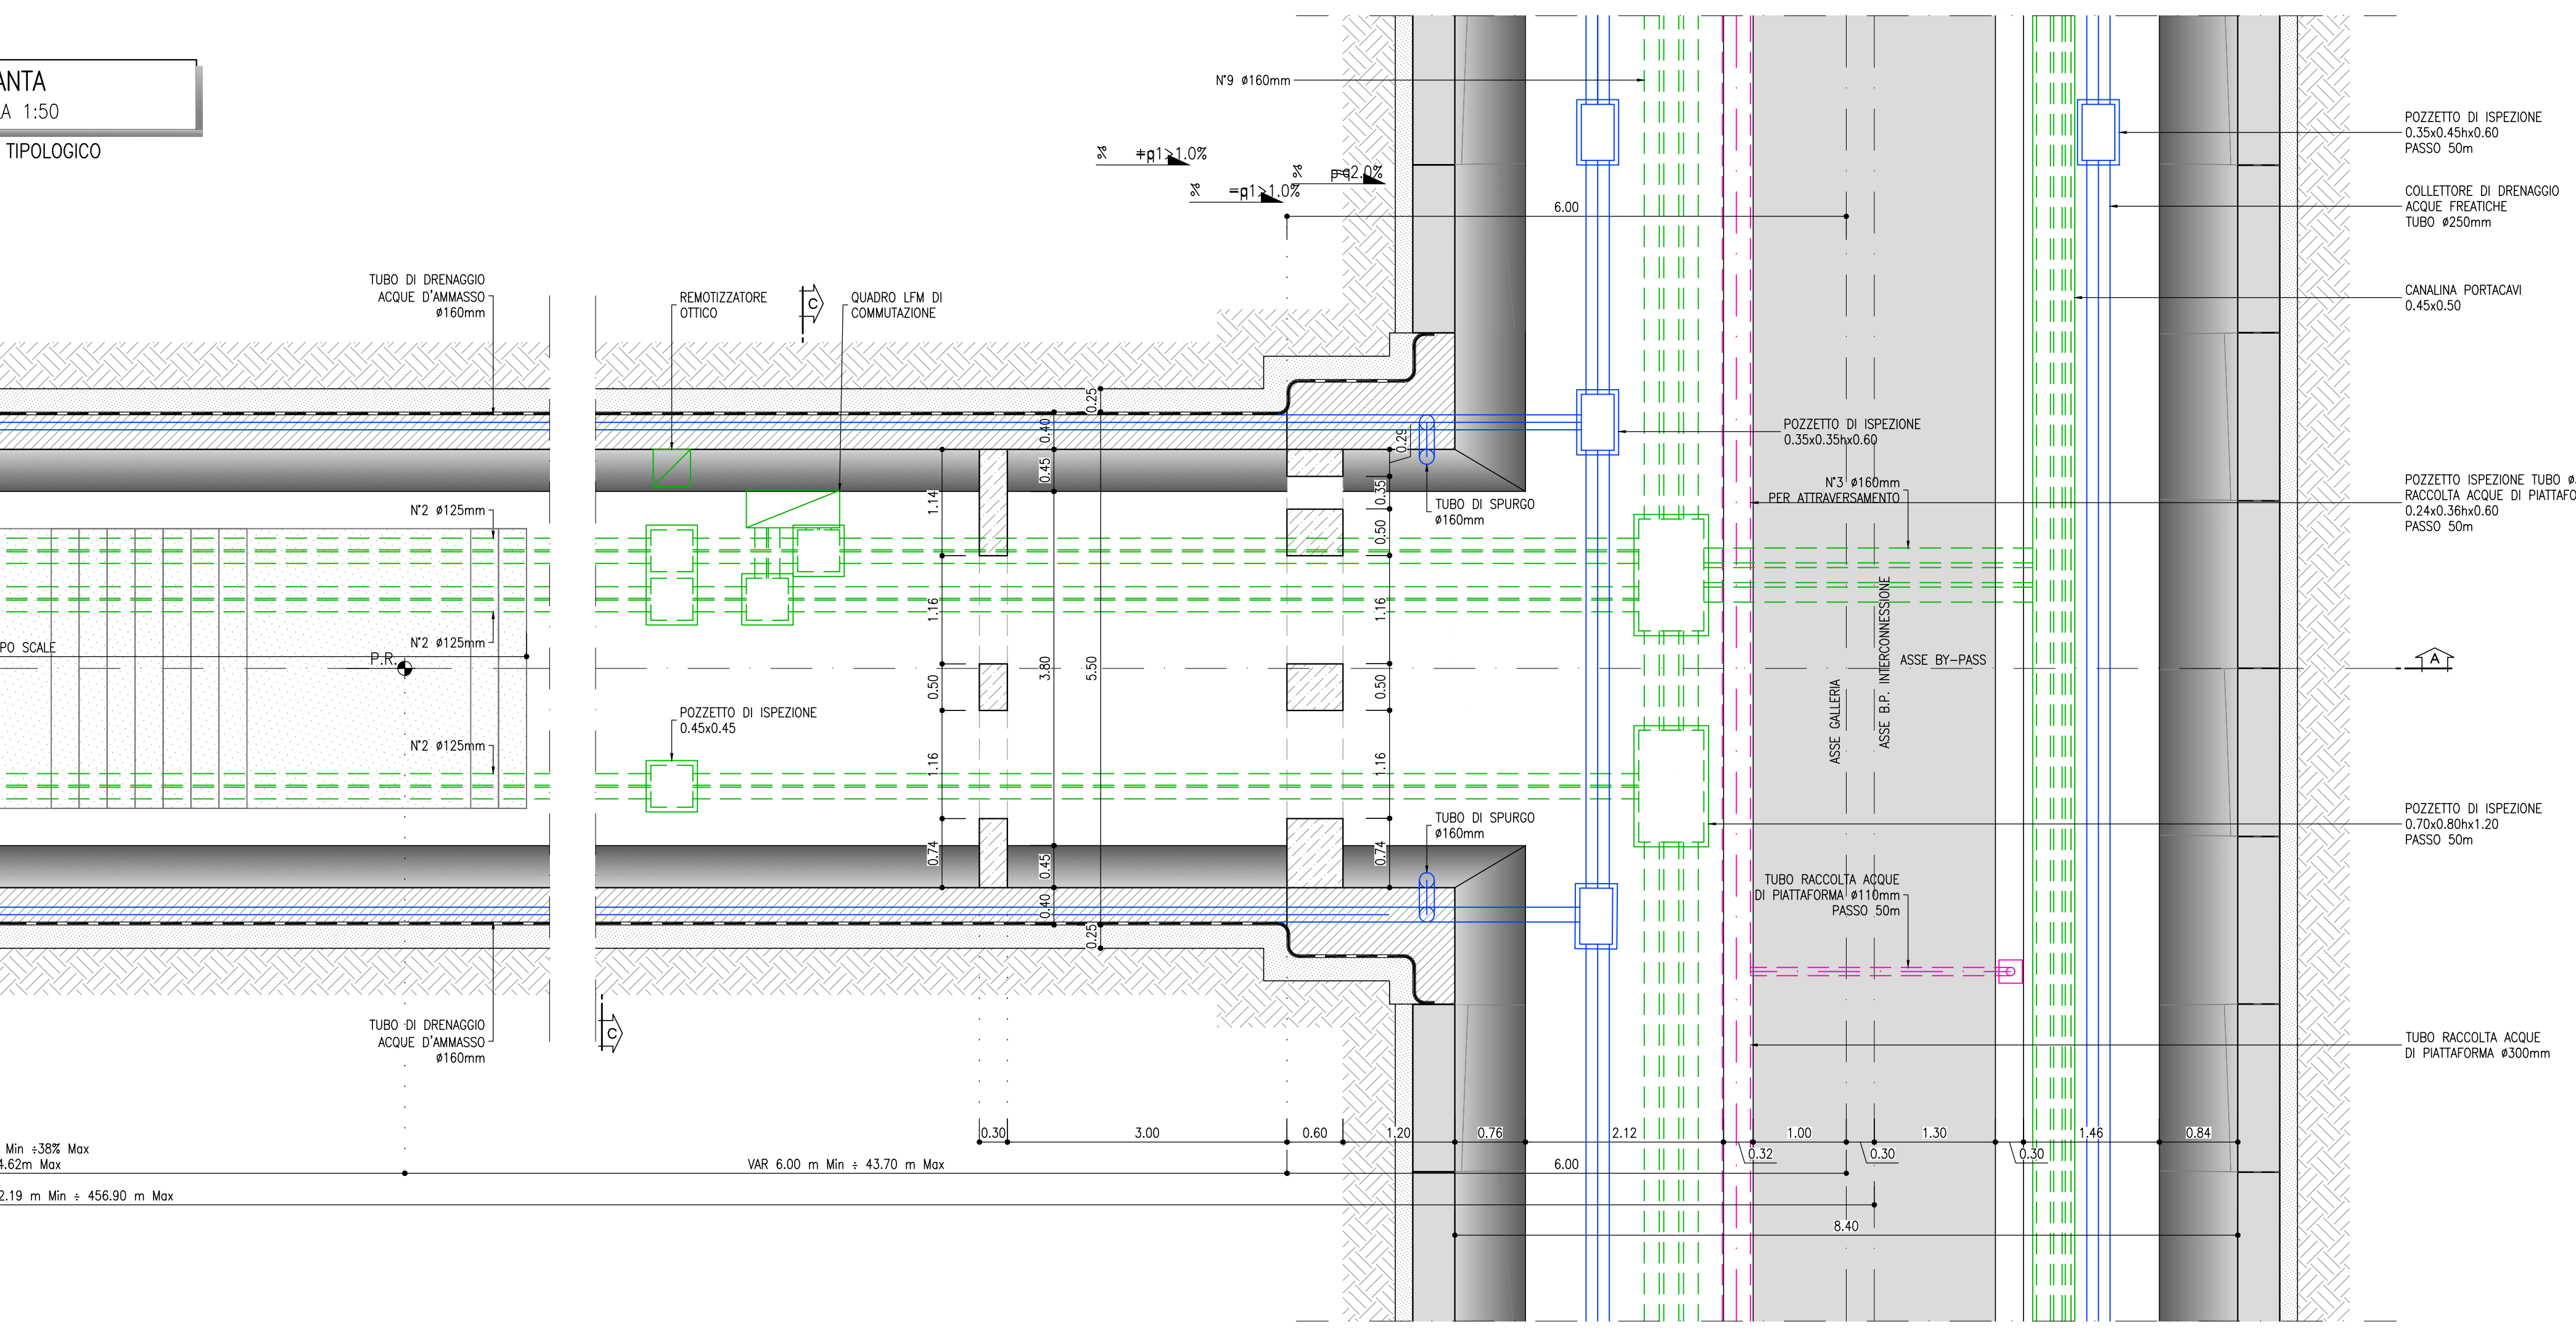 ANTA
A 1:50
TIPOLOGICO
N°9 ø160mm
% =p1>1.0%
% =p1>1.0%
%
6.00
POZZETTO DI ISPEZIONE
0.35x0.45hx0.60
PASSO 50m
COLLETTORE DI DRENAGGIO
ACQUE FREATICHE
TUBO ø250mm
CANALINA PORTACAVI
0.45x0.50
TUBO DI DRENAGGIO
ACQUE D'AMMASSO
ø160mm
REMOTIZZATORE
OTTICO
C
QUADRO LFM DI
COMMUTAZIONE
0.25
0.40
0.45
0.29
POZZETTO DI ISPEZIONE
0.35x0.35hx0.60
POZZETTO ISPEZIONE TUBO ø
RACCOLTA ACQUE DI PIATTAFO
0.24x0.36hx0.60
PASSO 50m
N°3 ø160mm
PER ATTRAVERSAMENTO
TUBO DI SPURGO
ø160mm
N°2 ø125mm
1.14
0.35
0.50
1.16
1.16
N°2 ø125mm
PO SCALE
P.R.
3.80
5.50
0.50
0.50
ASSE GALLERIA
ASSE B.P. INTERCONNESSIONE
ASSE BY-PASS
A
POZZETTO DI ISPEZIONE
0.45x0.45
N°2 ø125mm
1.16
1.16
TUBO DI SPURGO
ø160mm
POZZETTO DI ISPEZIONE
0.70x0.80hx1.20
PASSO 50m
0.74
0.45
0.74
0.40
0.25
TUBO RACCOLTA ACQUE
DI PIATTAFORMA ø110mm
PASSO 50m
TUBO DI DRENAGGIO
ACQUE D'AMMASSO
ø160mm
C
TUBO RACCOLTA ACQUE
DI PIATTAFORMA ø300mm
0.30
3.00
0.60
1.20
0.76
2.12
0.32
1.00
0.30
1.30
0.30
1.46
0.84
Min ÷38% Max
4.62m Max
VAR 6.00 m Min ÷ 43.70 m Max
6.00
2.19 m Min ÷ 456.90 m Max
8.40